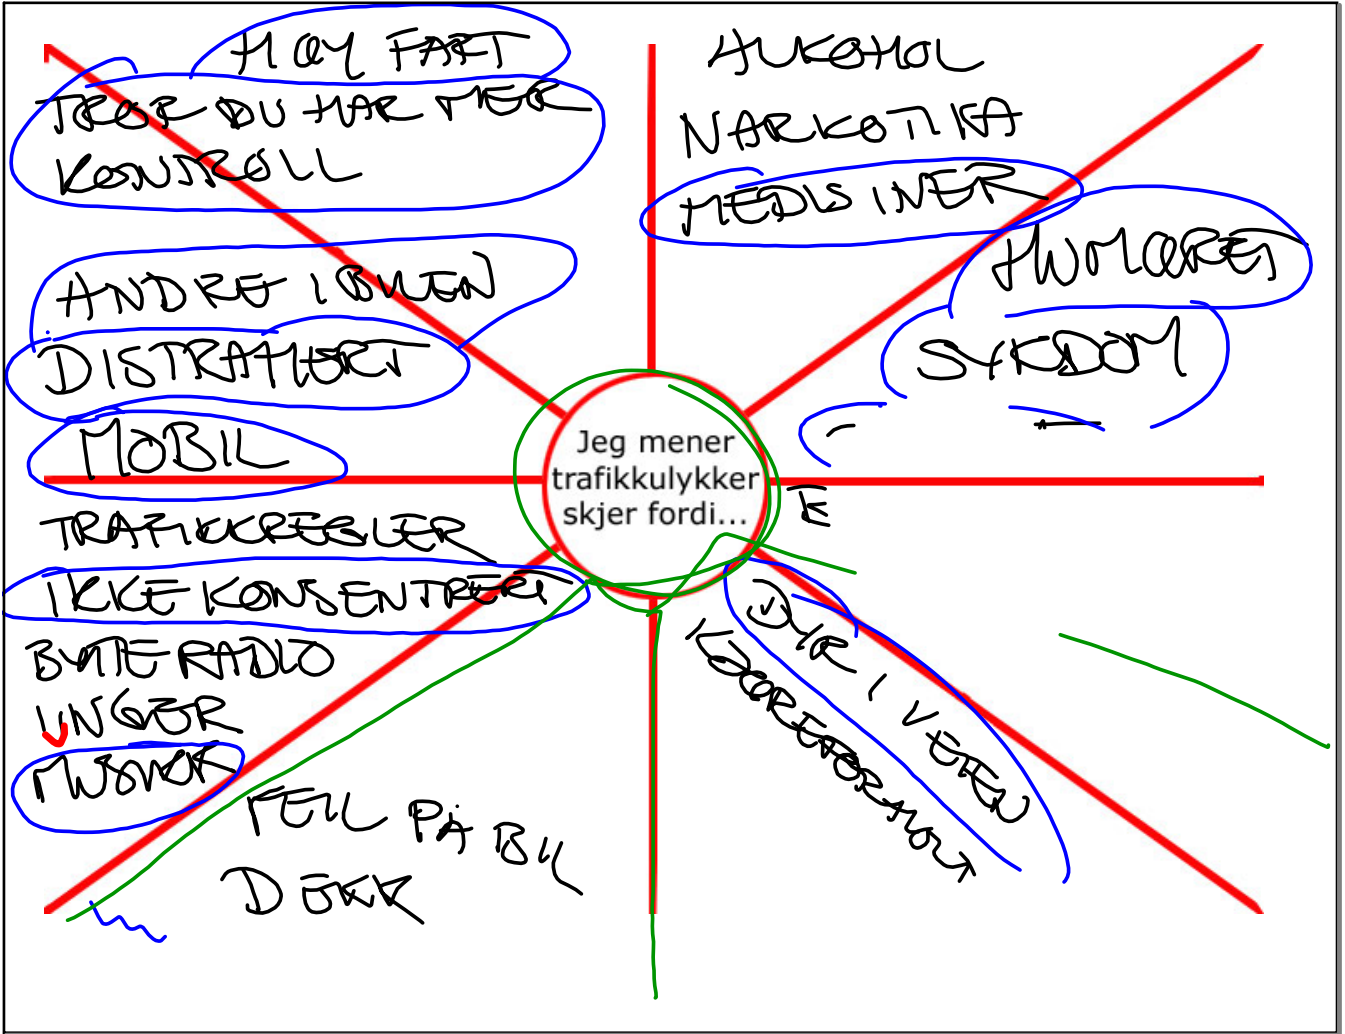 HØY FART
TROR DU HAR MER
KONTROLL
ANDRE I BILEN
DISTRAHERT
MOBIL
TRAFIKKREGLER
IKKE KONSENTRERT
BYTTE RADIO
UNGER
MUSIKK
ALKOHOL
NARKOTIKA
MEDISINER
HUMØRET
SYKDOM
Jeg mener
trafikkulykker
skjer fordi...
DYR I VEIEN
KJØREFORHOLD
FEIL PÅ BIL
DEKK